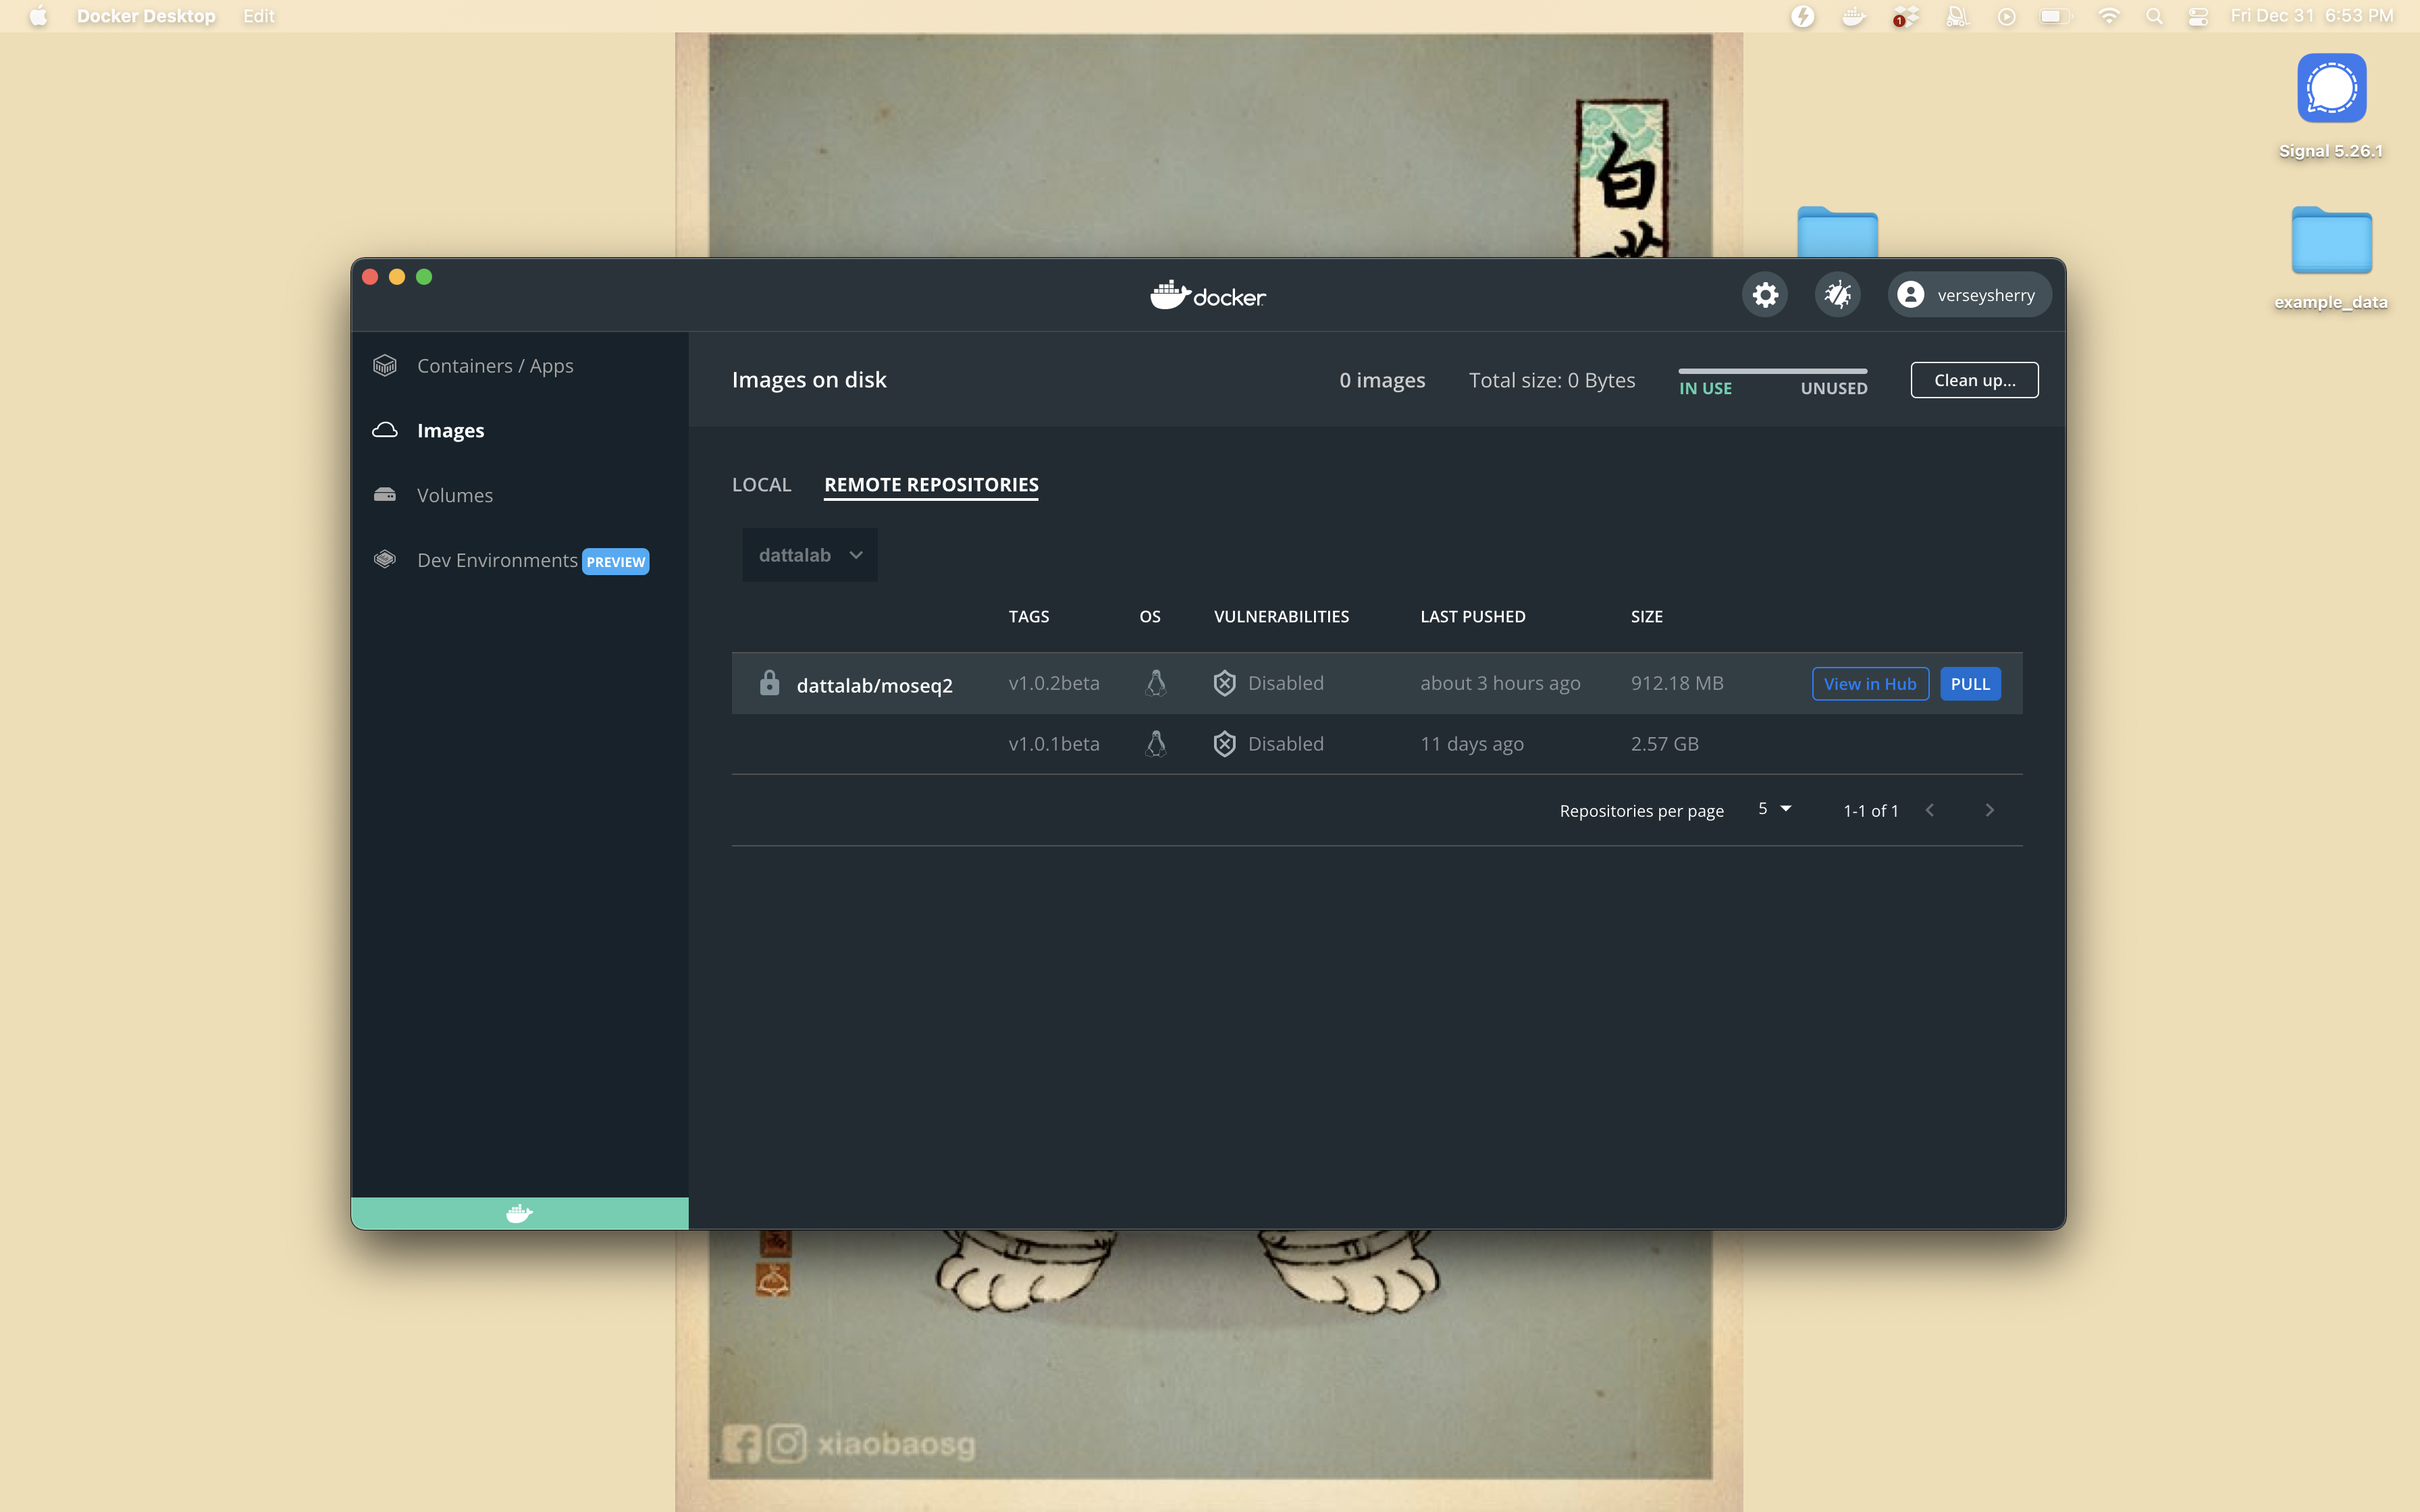 Docker Desktop Edit Fri Dec 31 6:53 PM
1
Signal 5.26.1
白
example_data
docker
verseysherry
Containers / Apps
Images
Volumes
Dev Environments PREVIEW
Images on disk 0 images Total size: 0 Bytes IN USE UNUSED Clean up...
LOCAL REMOTE REPOSITORIES
dattalab
TAGS OS VULNERABILITIES LAST PUSHED SIZE
dattalab/moseq2 v1.0.2beta Disabled about 3 hours ago 912.18 MB View in Hub PULL
v1.0.1beta Disabled 11 days ago 2.57 GB
Repositories per page 5 1-1 of 1
xiaobaosg